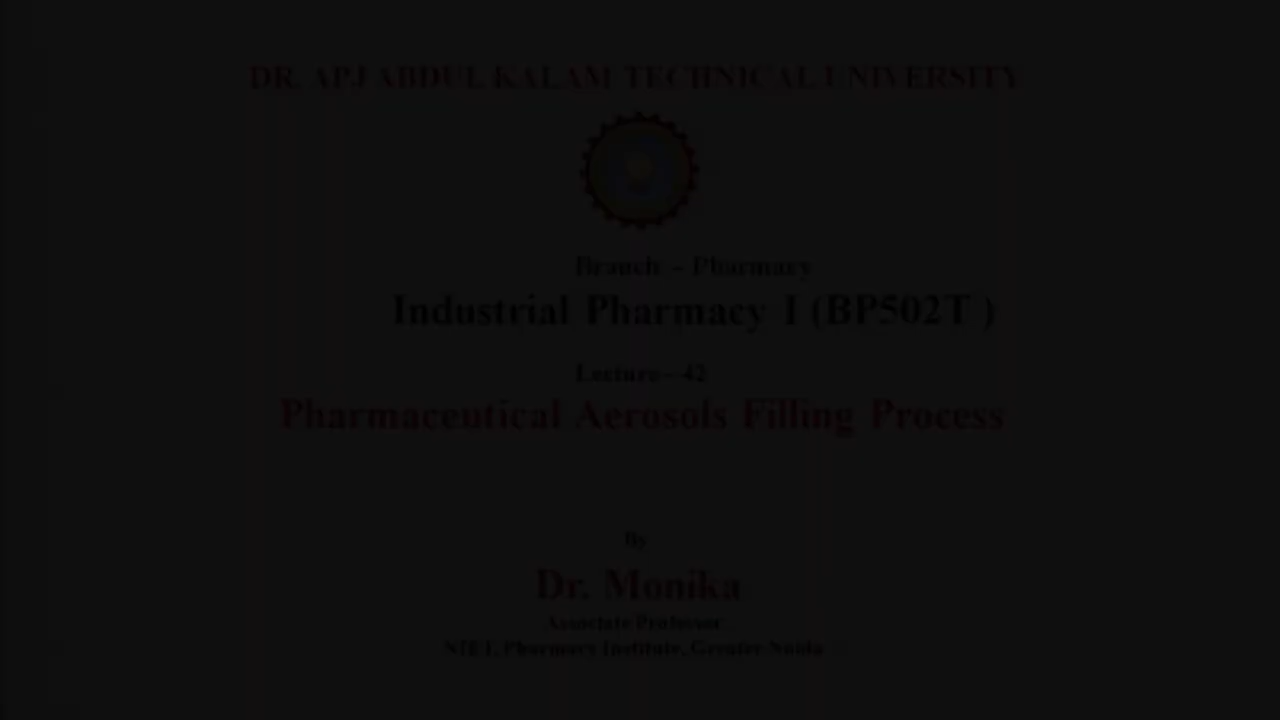 DR. APJ ABDUL KALAM TECHNICAL UNIVERSITY
Branch - Pharmacy
Industrial Pharmacy I (BP502T )
Lecture--42
Pharmaceutical Aerosols Filling Process
By
Dr. Monika
Associate Professor
NIET, Pharmacy Institute, Greater Noida